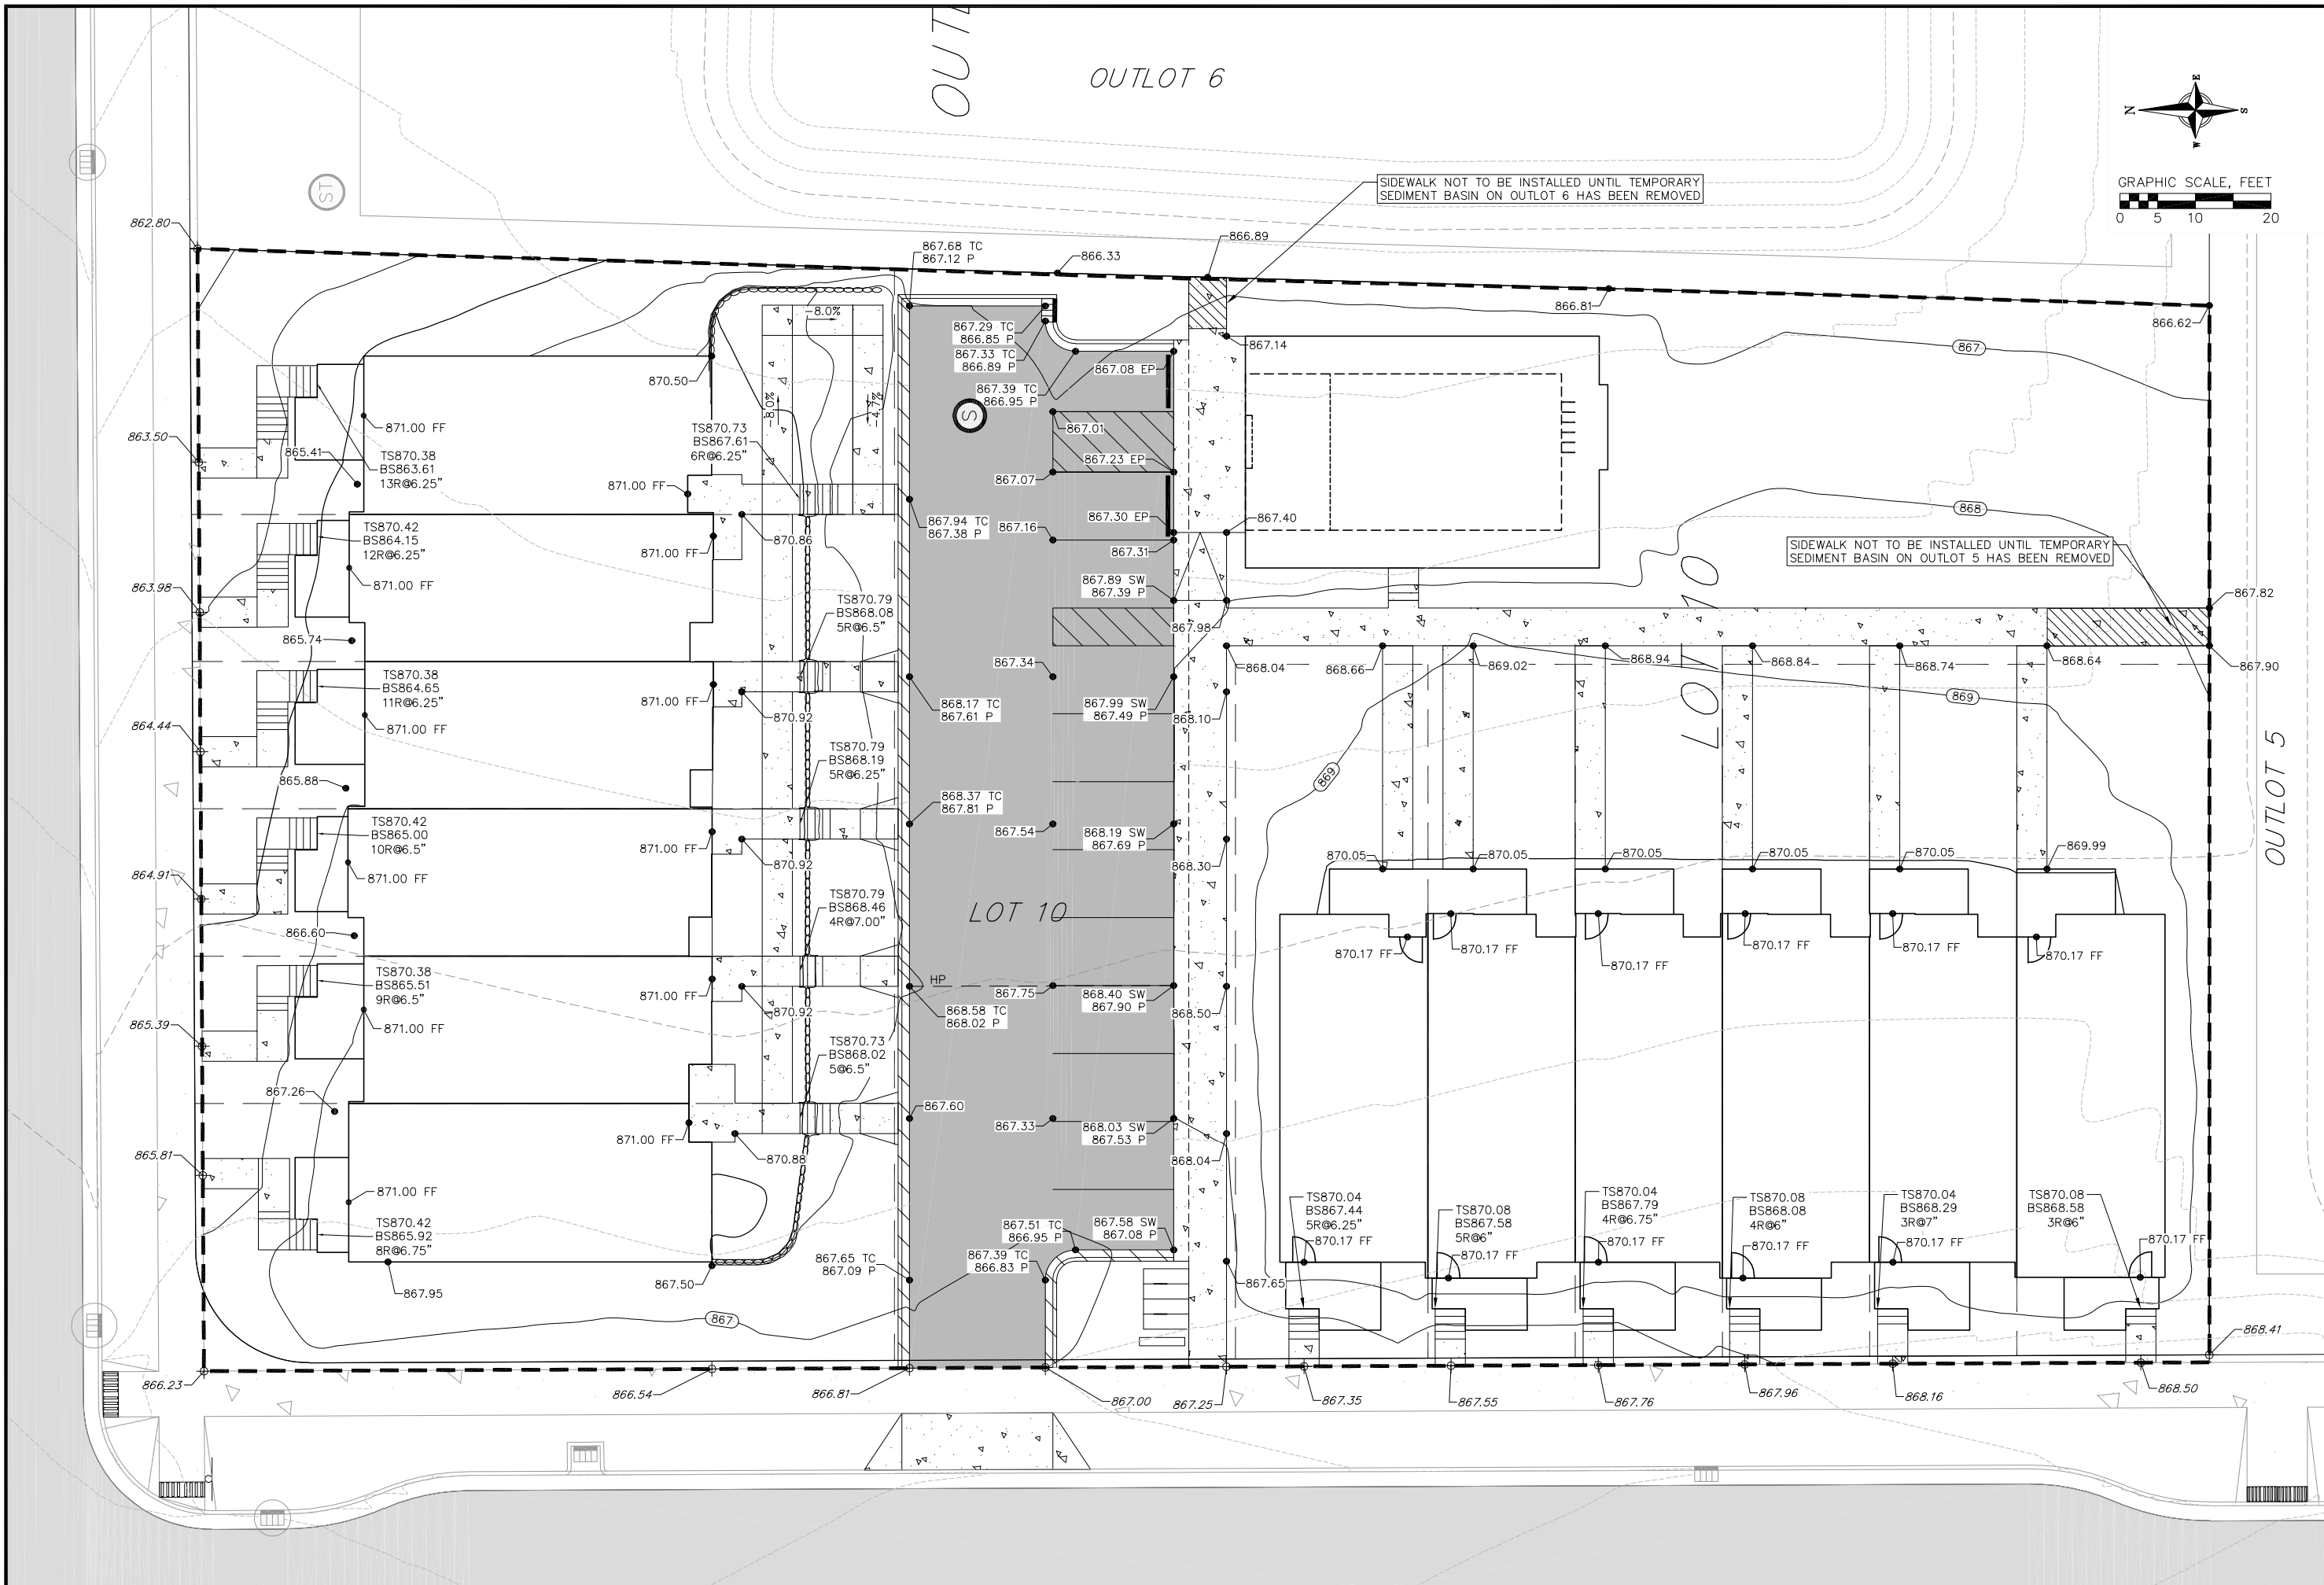 OUTLOT 6
N
E
S
W
GRAPHIC SCALE, FEET
0 5 10 20
ST
SIDEWALK NOT TO BE INSTALLED UNTIL TEMPORARY
SEDIMENT BASIN ON OUTLOT 6 HAS BEEN REMOVED
862.80
867.68 TC
867.12 P
866.33
866.89
866.81
866.62
-8.0%
-8.0%
-4.7%
867.29 TC
866.85 P
867.33 TC
866.89 P
867.39 TC
866.95 P
867.08 EP
867.14
867
870.50
S
867.01
867.23 EP
867.07
871.00 FF
865.41
863.50
TS870.38
BS863.61
13R@6.25"
TS870.73
BS867.61
6R@6.25"
871.00 FF
867.94 TC
867.38 P
867.16
867.30 EP
867.40
867.31
868
SIDEWALK NOT TO BE INSTALLED UNTIL TEMPORARY
SEDIMENT BASIN ON OUTLOT 5 HAS BEEN REMOVED
TS870.42
BS864.15
12R@6.25"
871.00 FF
870.86
871.00 FF
867.89 SW
867.39 P
867.98
867.82
863.98
865.74
TS870.79
BS868.08
5R@6.5"
867.34
868.04
868.66
869.02
868.94
868.84
868.74
868.64
867.90
LOT 10
TS870.38
BS864.65
11R@6.25"
871.00 FF
871.00 FF
870.92
868.17 TC
867.61 P
867.99 SW
867.49 P
868.10
869
869
864.44
865.88
TS870.79
BS868.19
5R@6.25"
868.37 TC
867.81 P
867.54
868.19 SW
867.69 P
868.30
OUTLOT 5
TS870.42
BS865.00
10R@6.5"
871.00 FF
871.00 FF
870.92
870.05
870.05
870.05
870.05
870.05
869.99
864.91
866.60
TS870.79
BS868.46
4R@7.00"
LOT 10
870.17 FF
870.17 FF
870.17 FF
870.17 FF
870.17 FF
870.17 FF
TS870.38
BS865.51
9R@6.5"
871.00 FF
871.00 FF
870.92
HP
868.58 TC
868.02 P
867.75
868.40 SW
867.90 P
868.50
865.39
867.26
TS870.73
BS868.02
5@6.5"
867.60
867.33
868.03 SW
867.53 P
868.04
871.00 FF
870.88
865.81
871.00 FF
TS870.42
BS865.92
8R@6.75"
867.95
867.50
867.65 TC
867.09 P
867.51 TC
866.95 P
867.39 TC
866.83 P
867.58 SW
867.08 P
867.65
TS870.04
BS867.44
5R@6.25"
870.17 FF
TS870.08
BS867.58
5R@6"
870.17 FF
TS870.04
BS867.79
4R@6.75"
870.17 FF
TS870.08
BS868.08
4R@6"
870.17 FF
TS870.04
BS868.29
3R@7"
870.17 FF
TS870.08
BS868.58
3R@6"
870.17 FF
867
866.23
866.54
866.81
867.00
867.25
867.35
867.55
867.76
867.96
868.16
868.50
868.41